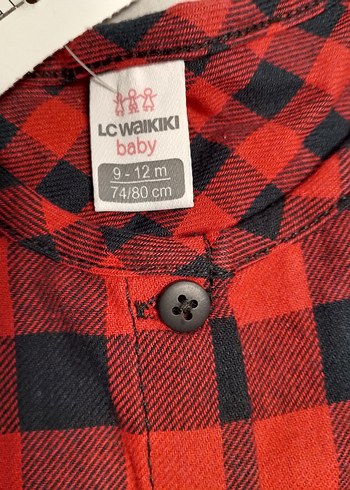 LC WAIKIKI
baby
9 - 12 m
74/80 cm